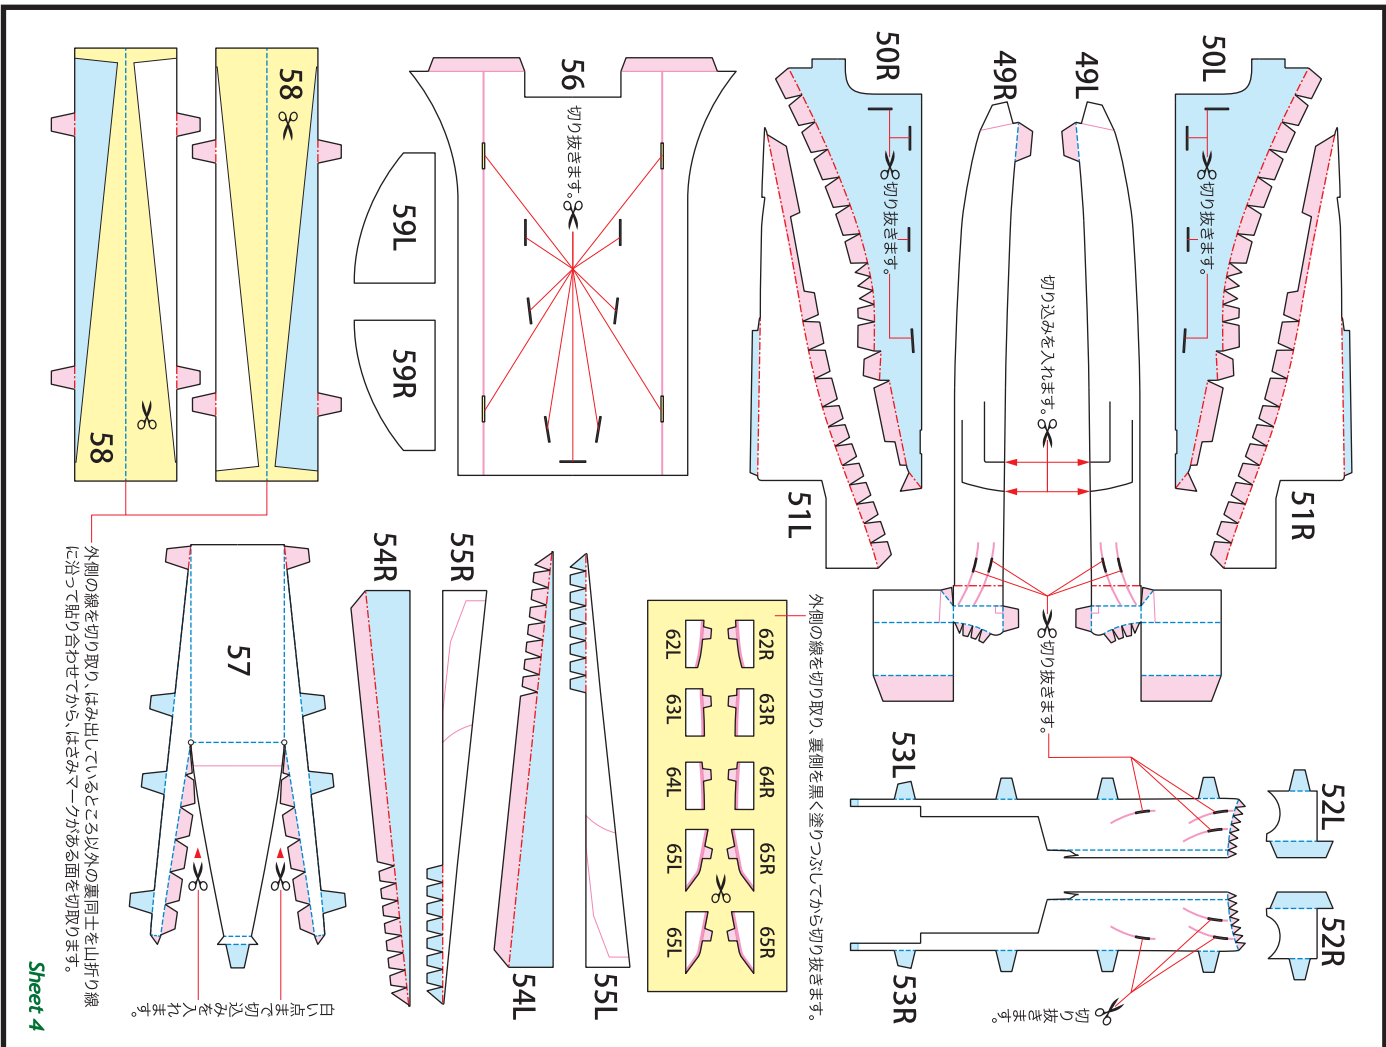 50R
49R
49L
50L
56
58
切り抜きます。
切り抜きます。
切り抜きます。
切り込みを入れます。
59L
59R
58
51L
51R
外側の線を切り取り、はみ出しているところ以外の裏同士を山折り線
に沿って貼り合わせてから、はさみマークがある面を切取ります。
54R
55R
57
外側の線を切り取り、裏側を黒く塗りつぶしてから切り抜きます。
62L
62R
63L
63R
64L
64R
65L
65R
65L
65R
切り抜きます。
53L
52L
52R
53R
54L
55L
白い点まで切込みを入れ
ます。
切り
抜き
ます。
Sheet 4